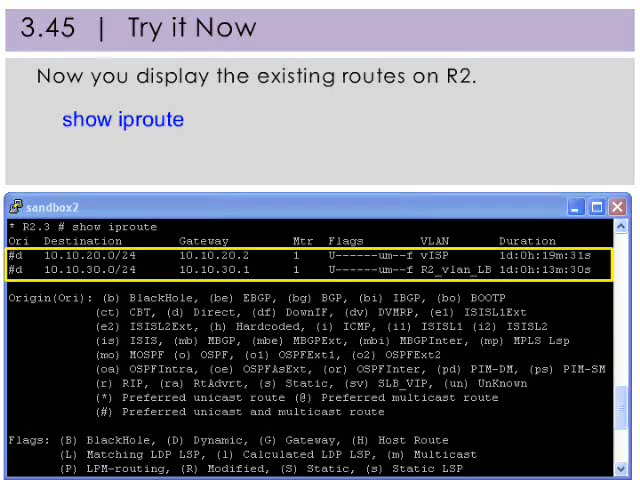 3.45 | Try it Now
Now you display the existing routes on R2.
show iproute
sandbox2
* R2.3 # show iproute
Ori Destination Gateway Mtr Flags VLAN Duration
#d 10.10.20.0/24 10.10.20.2 1 U------um--f vISP 1d:0h:19m:31s
#d 10.10.30.0/24 10.10.30.1 1 U------um--f R2_vlan_LB 1d:0h:13m:30s
Origin(Ori): (b) BlackHole, (be) EBGP, (bg) BGP, (bi) IBGP, (bo) BOOTP
(ct) CBT, (d) Direct, (df) DownIF, (dv) DVMRP, (e1) ISISL1Ext
(e2) ISISL2Ext, (h) Hardcoded, (i) ICMP, (i1) ISISL1 (i2) ISISL2
(is) ISIS, (mb) MBGP, (mbe) MBGPExt, (mbi) MBGPInter, (mp) MPLS Lsp
(mo) MOSPF (o) OSPF, (o1) OSPFExt1, (o2) OSPFExt2
(oa) OSPFIntra, (oe) OSPFAsExt, (or) OSPFInter, (pd) PIM-DM, (ps) PIM-SM
(r) RIP, (ra) RtAdvrt, (s) Static, (sv) SLB_VIP, (un) UnKnown
(*) Preferred unicast route (@) Preferred multicast route
(#) Preferred unicast and multicast route
Flags: (B) BlackHole, (D) Dynamic, (G) Gateway, (H) Host Route
(L) Matching LDP LSP, (l) Calculated LDP LSP, (m) Multicast
(P) LPM-routing, (R) Modified, (S) Static, (s) Static LSP